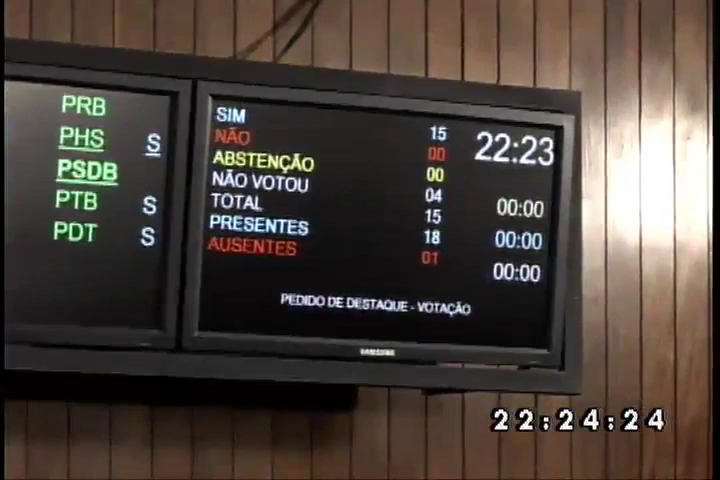 PRB
PHS S
PSDB
PTB S
PDT S
SIM 15
NÃO 00
ABSTENÇÃO 00
NÃO VOTOU 04
TOTAL 15
PRESENTES 18
AUSENTES 01
22:23
00:00
00:00
00:00
PEDIDO DE DESTAQUE - VOTAÇÃO
SAMSUNG
22:24:24